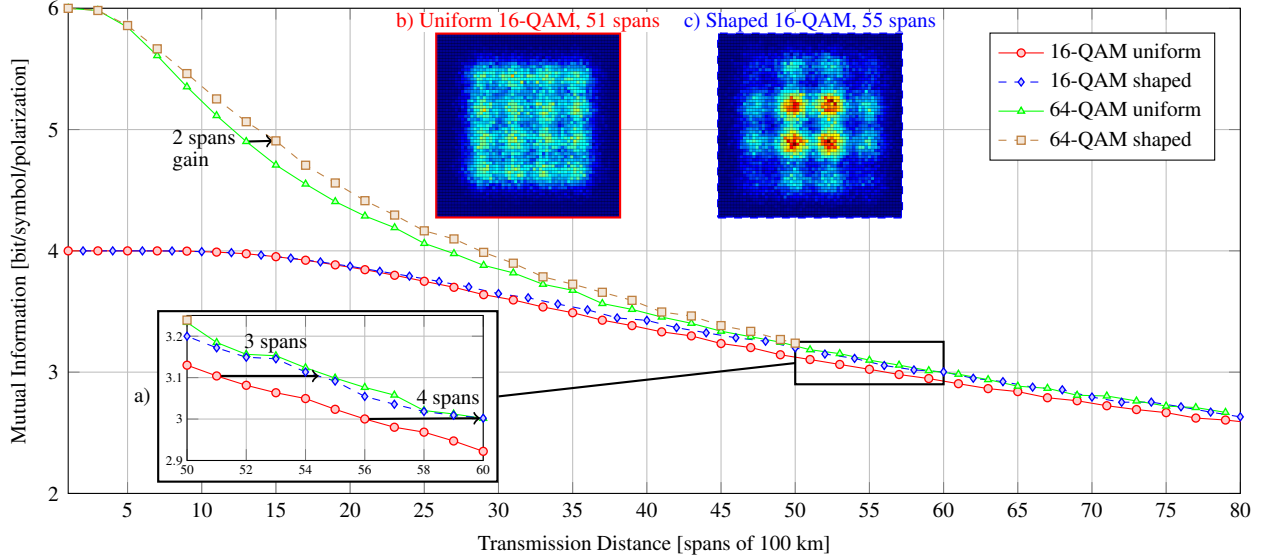 b) Uniform 16-QAM, 51 spans
c) Shaped 16-QAM, 55 spans
16-QAM uniform
16-QAM shaped
64-QAM uniform
64-QAM shaped
Mutual Information [bit/symbol/polarization]
6
5
4
3
2
2 spans
gain
a)
3 spans
4 spans
3.2
3.1
3
2.9
50 52 54 56 58 60
5 10 15 20 25 30 35 40 45 50 55 60 65 70 75 80
Transmission Distance [spans of 100 km]